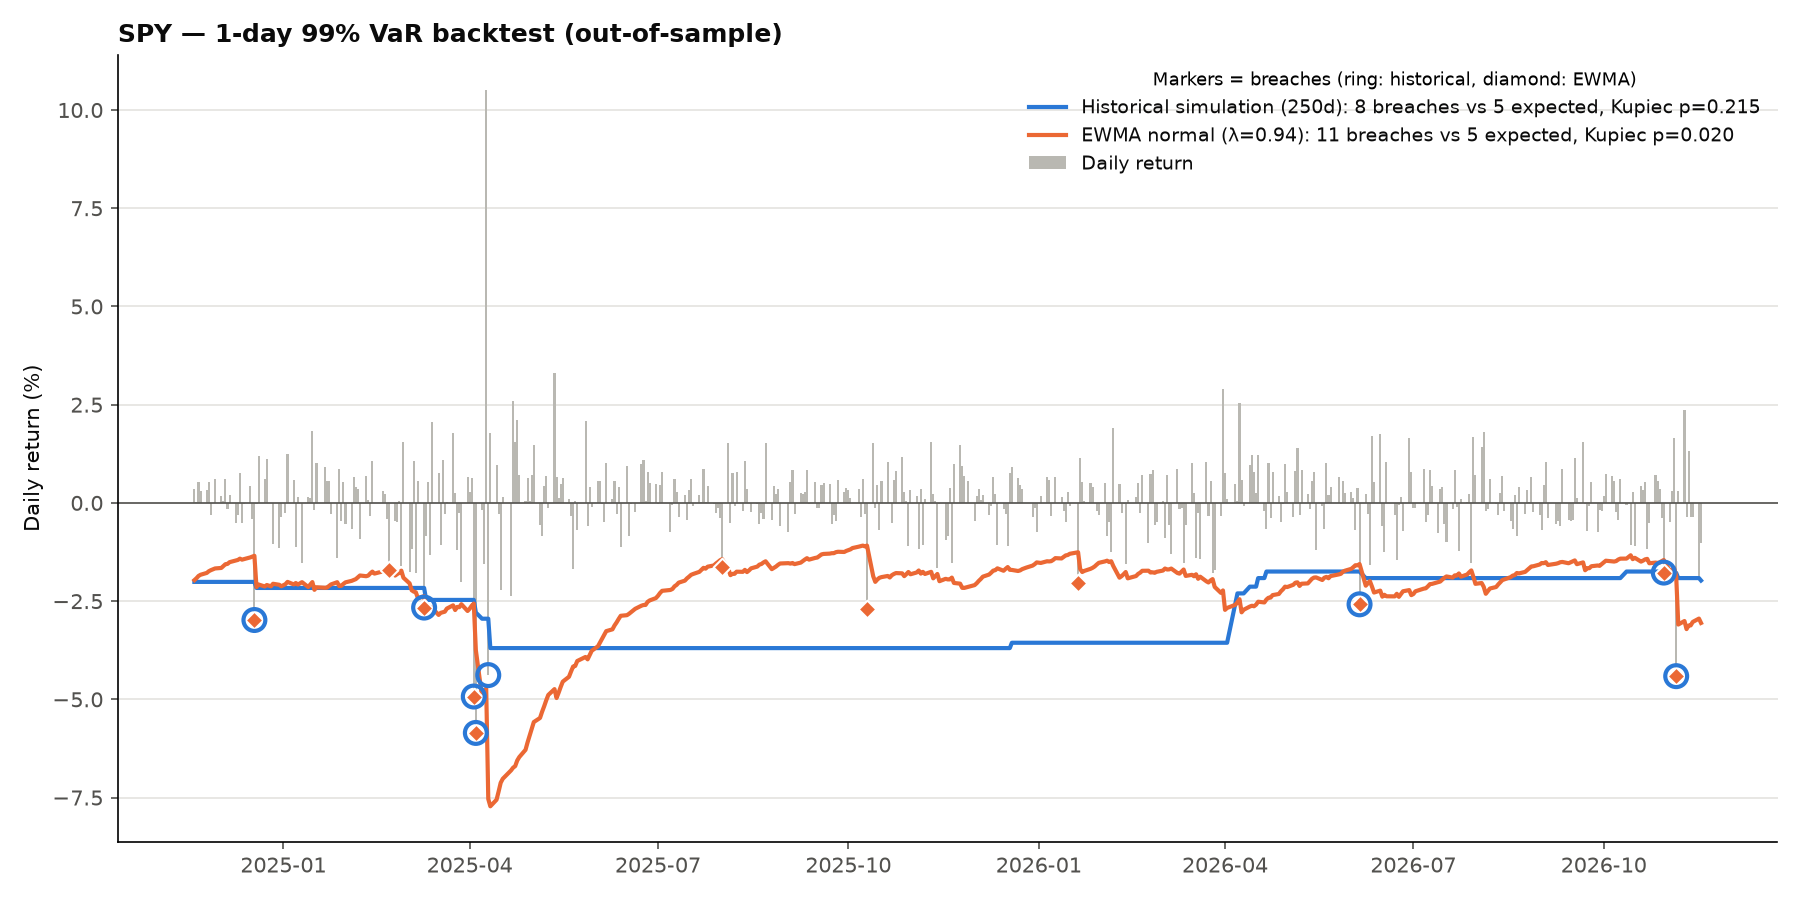 SPY — 1-day 99% VaR backtest (out-of-sample)
Markers = breaches (ring: historical, diamond: EWMA)
Historical simulation (250d): 8 breaches vs 5 expected, Kupiec p=0.215
EWMA normal (λ=0.94): 11 breaches vs 5 expected, Kupiec p=0.020
Daily return
Daily return (%)
10.0
7.5
5.0
2.5
0.0
−2.5
−5.0
−7.5
2025-01
2025-04
2025-07
2025-10
2026-01
2026-04
2026-07
2026-10